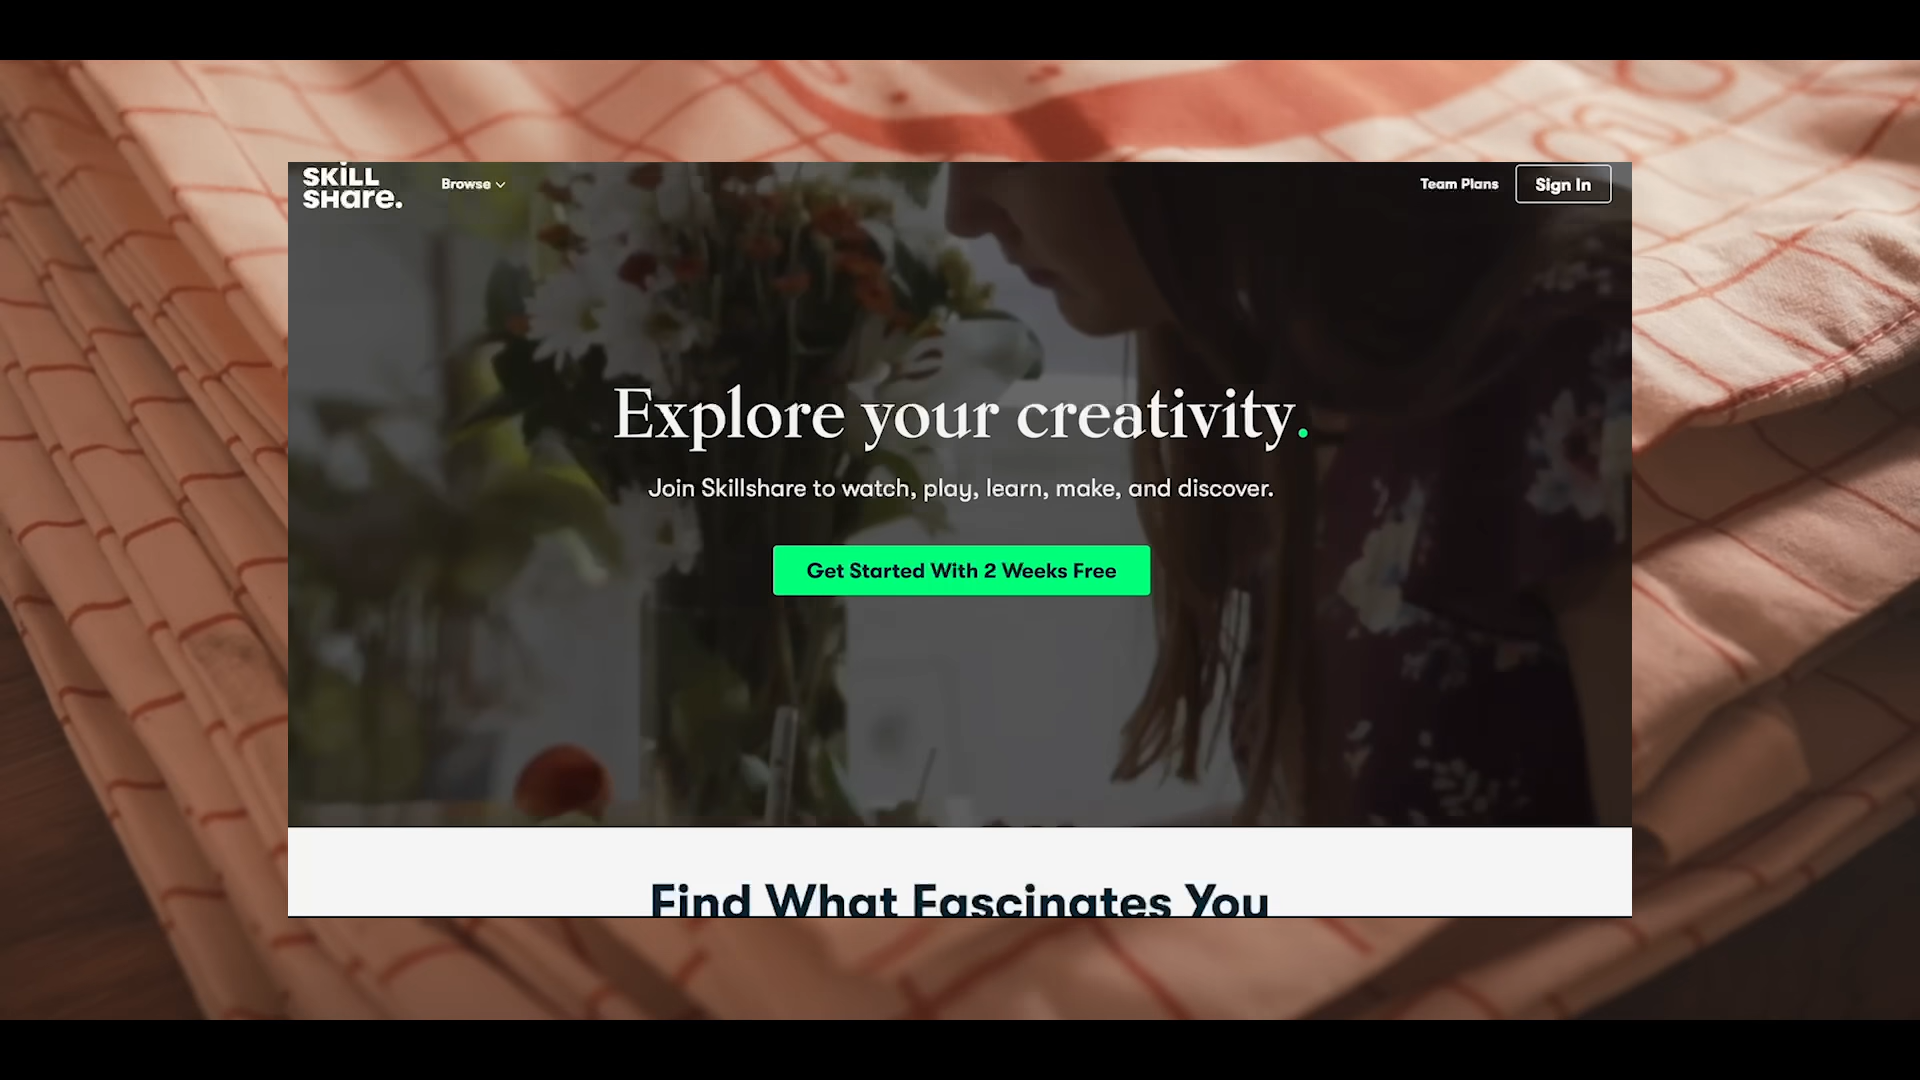 SKILL
SHare.
Browse
Team Plans
Sign In
Explore your creativity.
Join Skillshare to watch, play, learn, make, and discover.
Get Started With 2 Weeks Free
Find What Fascinates You